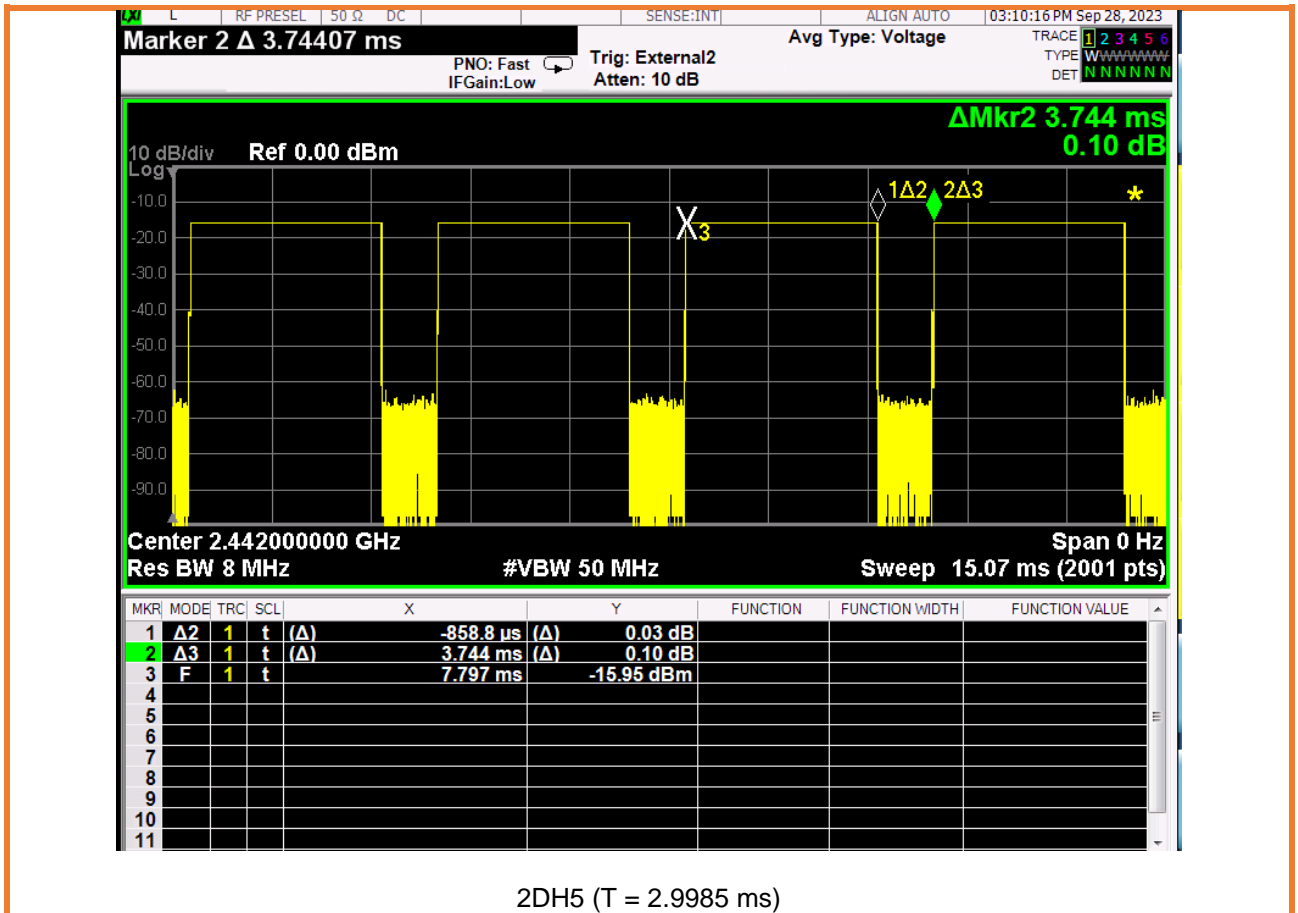 LXI L RF PRESEL 50 Ω DC SENSE:INT ALIGN AUTO 03:10:16 PM Sep 28, 2023
Marker 2 Δ 3.74407 ms
PNO: Fast
IFGain:Low
Trig: External2
Atten: 10 dB
Avg Type: Voltage
TRACE 1 2 3 4 5 6
TYPE WWWWWWW
DET N N N N N N
ΔMkr2 3.744 ms
0.10 dB
10 dB/div Ref 0.00 dBm
Log
1Δ2 2Δ3 *
-10.0
X3
-20.0
-30.0
-40.0
-50.0
-60.0
-70.0
-80.0
-90.0
Center 2.442000000 GHz Span 0 Hz
Res BW 8 MHz #VBW 50 MHz Sweep 15.07 ms (2001 pts)
MKR MODE TRC SCL X Y FUNCTION FUNCTION WIDTH FUNCTION VALUE
1 Δ2 1 t (Δ) -858.8 µs (Δ) 0.03 dB
2 Δ3 1 t (Δ) 3.744 ms (Δ) 0.10 dB
3 F 1 t 7.797 ms -15.95 dBm
4
5
6
7
8
9
10
11
2DH5 (T = 2.9985 ms)